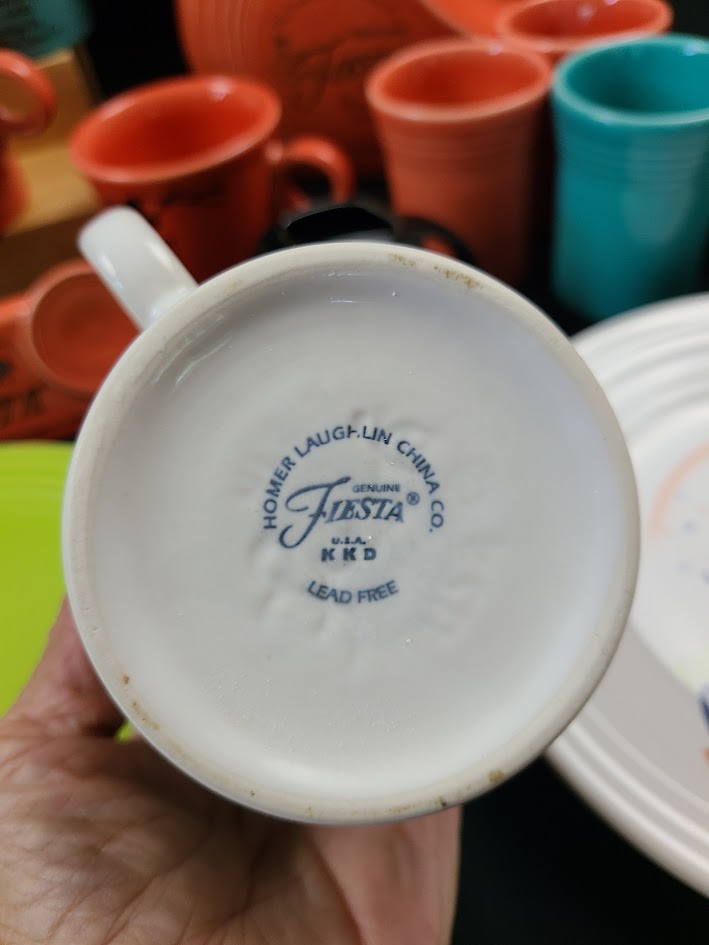 HOMER LAUGHLIN CHINA CO.
GENUINE
FIESTA®
U.S.A.
KKD
LEAD FREE